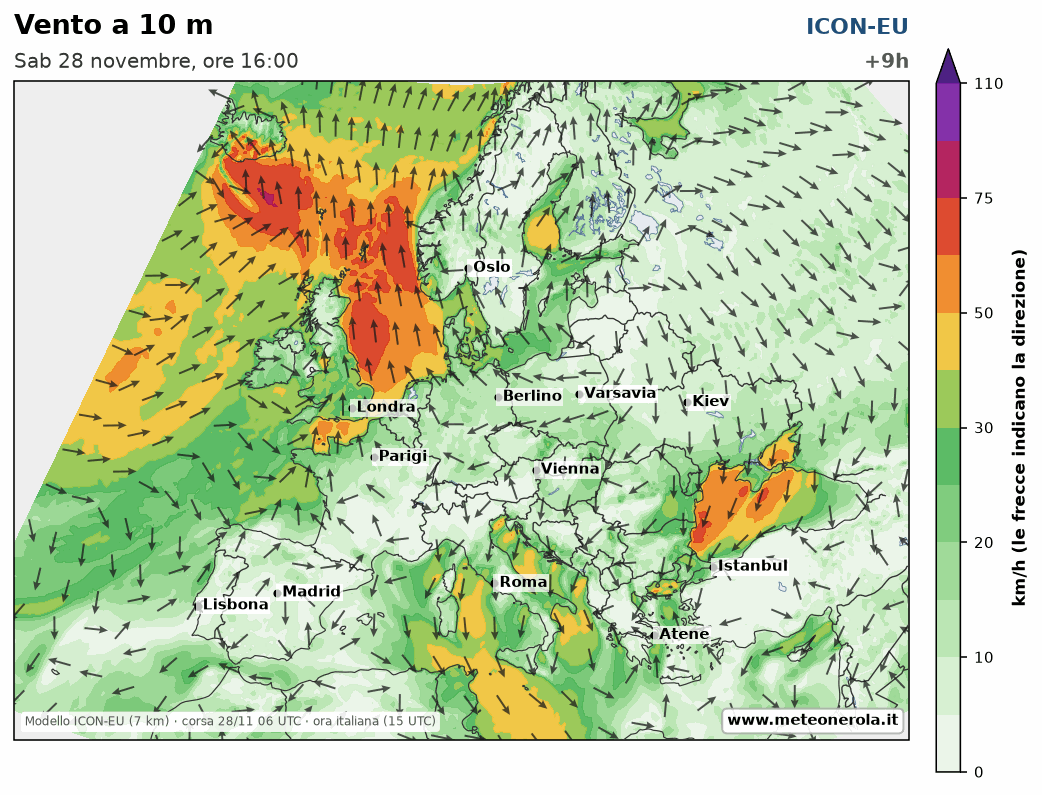 Vento a 10 m
ICON-EU
Sab 28 novembre, ore 16:00
+9h
110
75
50
30
20
10
0
km/h (le frecce indicano la direzione)
Oslo
Berlino
Varsavia
Kiev
Londra
Parigi
Vienna
Istanbul
Roma
Madrid
Lisbona
Atene
Modello ICON-EU (7 km) · corsa 28/11 06 UTC · ora italiana (15 UTC)
www.meteonerola.it